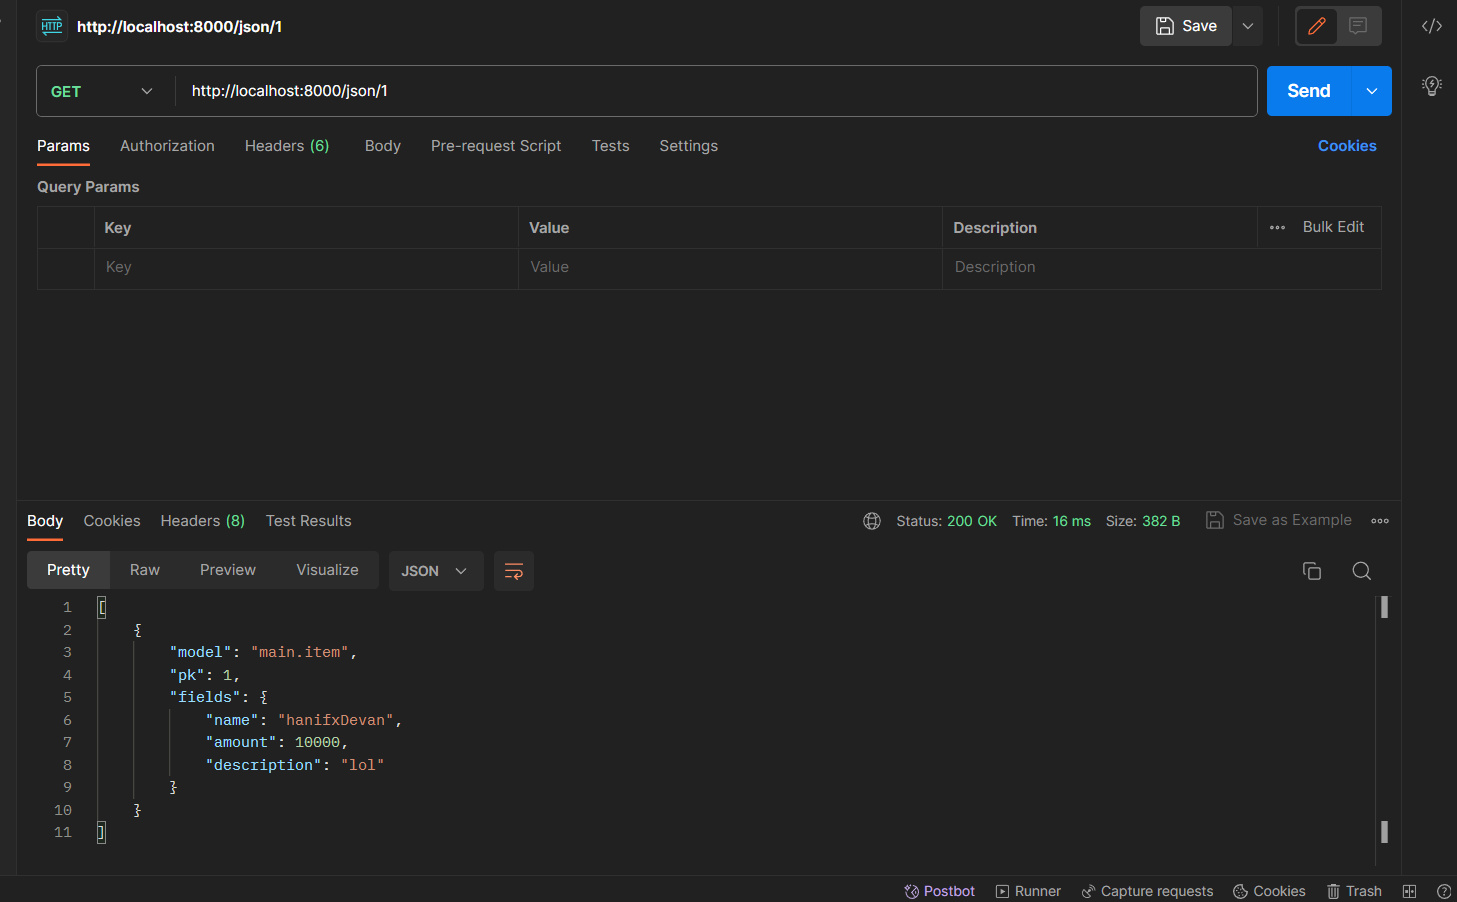 HTTP http://localhost:8000/json/1 Save
GET http://localhost:8000/json/1 Send
Params Authorization Headers (6) Body Pre-request Script Tests Settings Cookies
Query Params
Key Value Description Bulk Edit
Key Value Description
Body Cookies Headers (8) Test Results Status: 200 OK Time: 16 ms Size: 382 B Save as Example
Pretty Raw Preview Visualize JSON
1 [
2 {
3 "model": "main.item",
4 "pk": 1,
5 "fields": {
6 "name": "hanifxDevan",
7 "amount": 10000,
8 "description": "lol"
9 }
10 }
11 ]
Postbot Runner Capture requests Cookies Trash